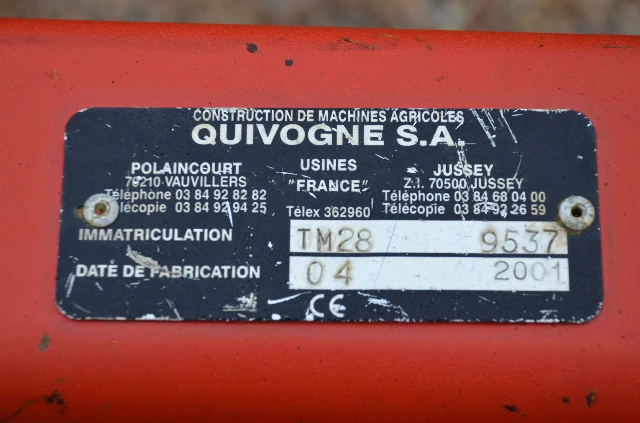 CONSTRUCTION DE MACHINES AGRICOLES
QUIVOGNE S.A.
POLAINCOURT
70210 VAUVILLERS
Téléphone 03 84 92 82 82
Télécopie 03 84 92 94 25
USINES
"FRANCE"
Télex 362960
JUSSEY
Z.I. 70500 JUSSEY
Téléphone 03 84 68 04 00
Télécopie 03 84 92 26 59
IMMATRICULATION TM28 9537
DATE DE FABRICATION 04 2001
CE